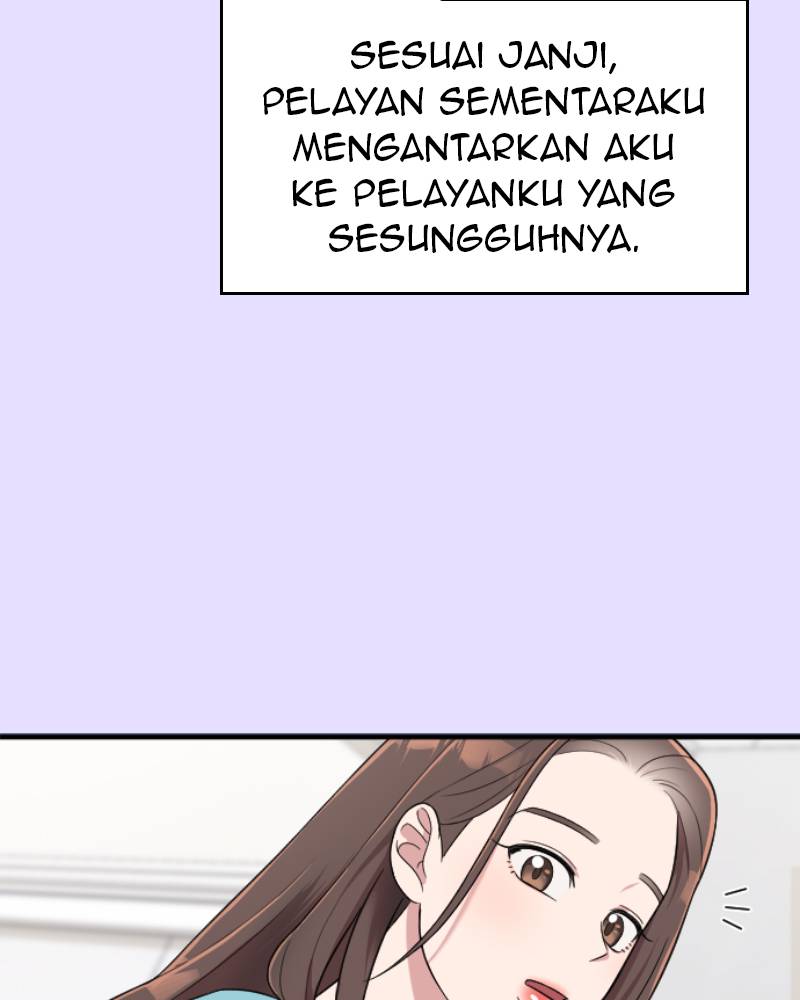 SESUAI JANJI,
PELAYAN SEMENTARAKU
MENGANTARKAN AKU
KE PELAYANKU YANG
SESUNGGUHNYA.